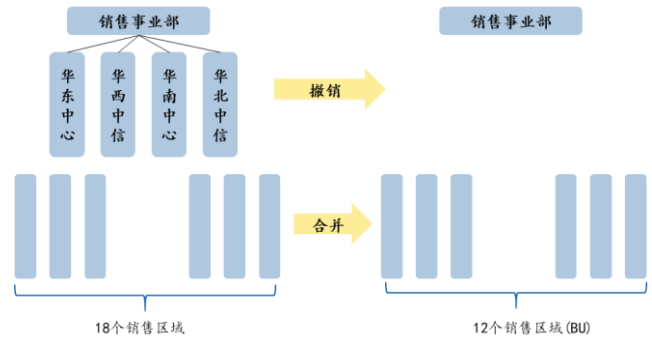 销售事业部
销售事业部
华东中心
华西中信
华南中心
华北中信
撤销
合并
18个销售区域
12个销售区域(BU)